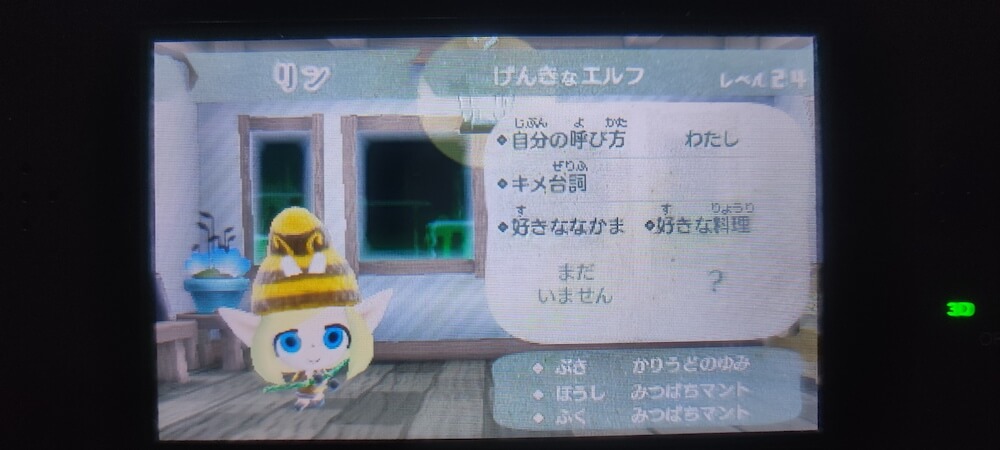 リン
げんきなエルフ
レベル24
じぶん よ かた
◆自分の呼び方 わたし
ぜりふ
◆キメ台詞
す す りょうり
◆好きななかま ◆好きな料理
まだ
いません
?
◆ ぶき かりうどのゆみ
◆ ぼうし みつばちマント
◆ ふく みつばちマント
3D